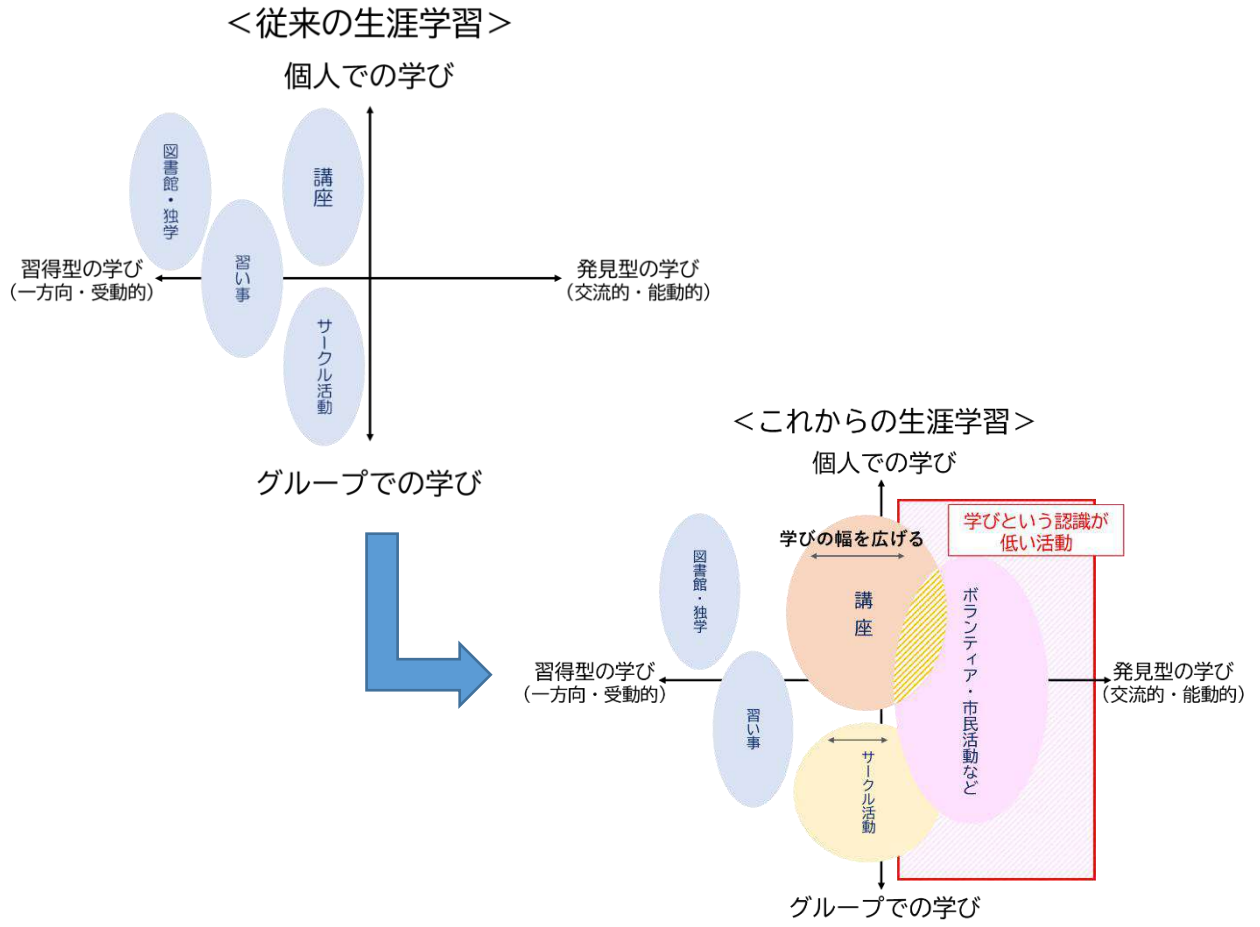 ＜従来の生涯学習＞
個人での学び
図書館・独学
講座
習い事
習得型の学び
（一方向・受動的）
発見型の学び
（交流的・能動的）
サークル活動
グループでの学び
＜これからの生涯学習＞
個人での学び
学びという認識が
低い活動
学びの幅を広げる
図書館・独学
講座
ボランティア・市民活動など
習得型の学び
（一方向・受動的）
発見型の学び
（交流的・能動的）
習い事
サークル活動
グループでの学び